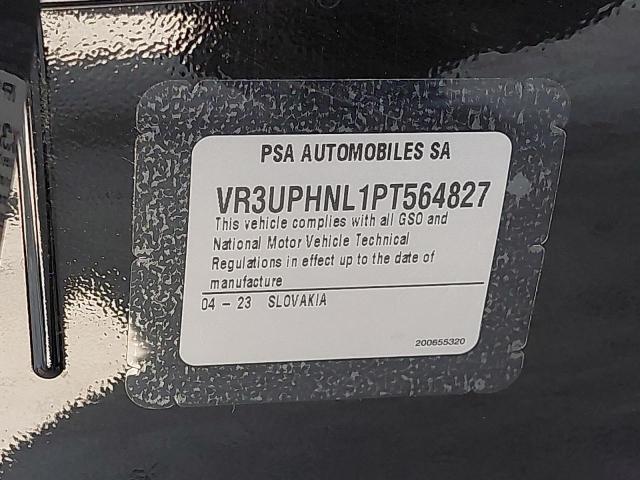 PSA AUTOMOBILES SA
VR3UPHNL1PT564827
This vehicle complies with all GSO and
National Motor Vehicle Technical
Regulations in effect up to the date of
manufacture
04 - 23 SLOVAKIA
200655320